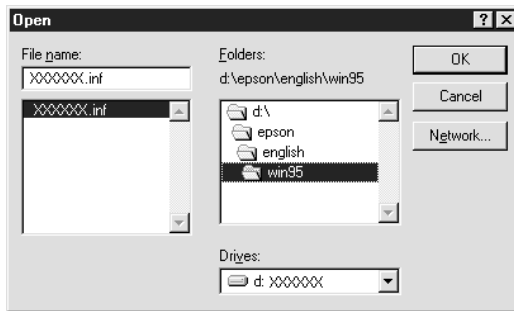 Open
File name:
XXXXXX.inf
XXXXXX.inf
Folders:
d:\epson\english\win95
d:\
epson
english
win95
Drives:
d: XXXXXX
OK
Cancel
Network...